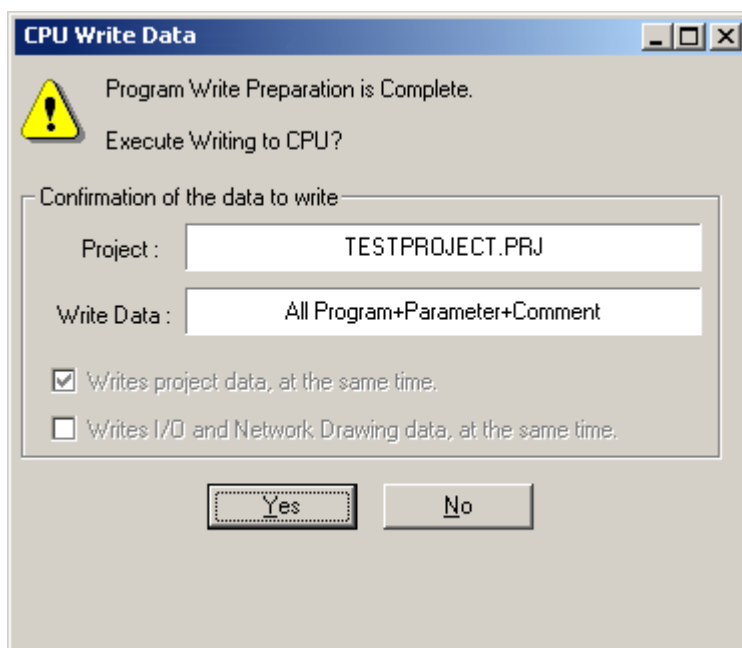 CPU Write Data
Program Write Preparation is Complete.
Execute Writing to CPU?
Confirmation of the data to write
Project : TESTPROJECT.PRJ
Write Data : All Program+Parameter+Comment
Writes project data, at the same time.
Writes I/O and Network Drawing data, at the same time.
Yes No